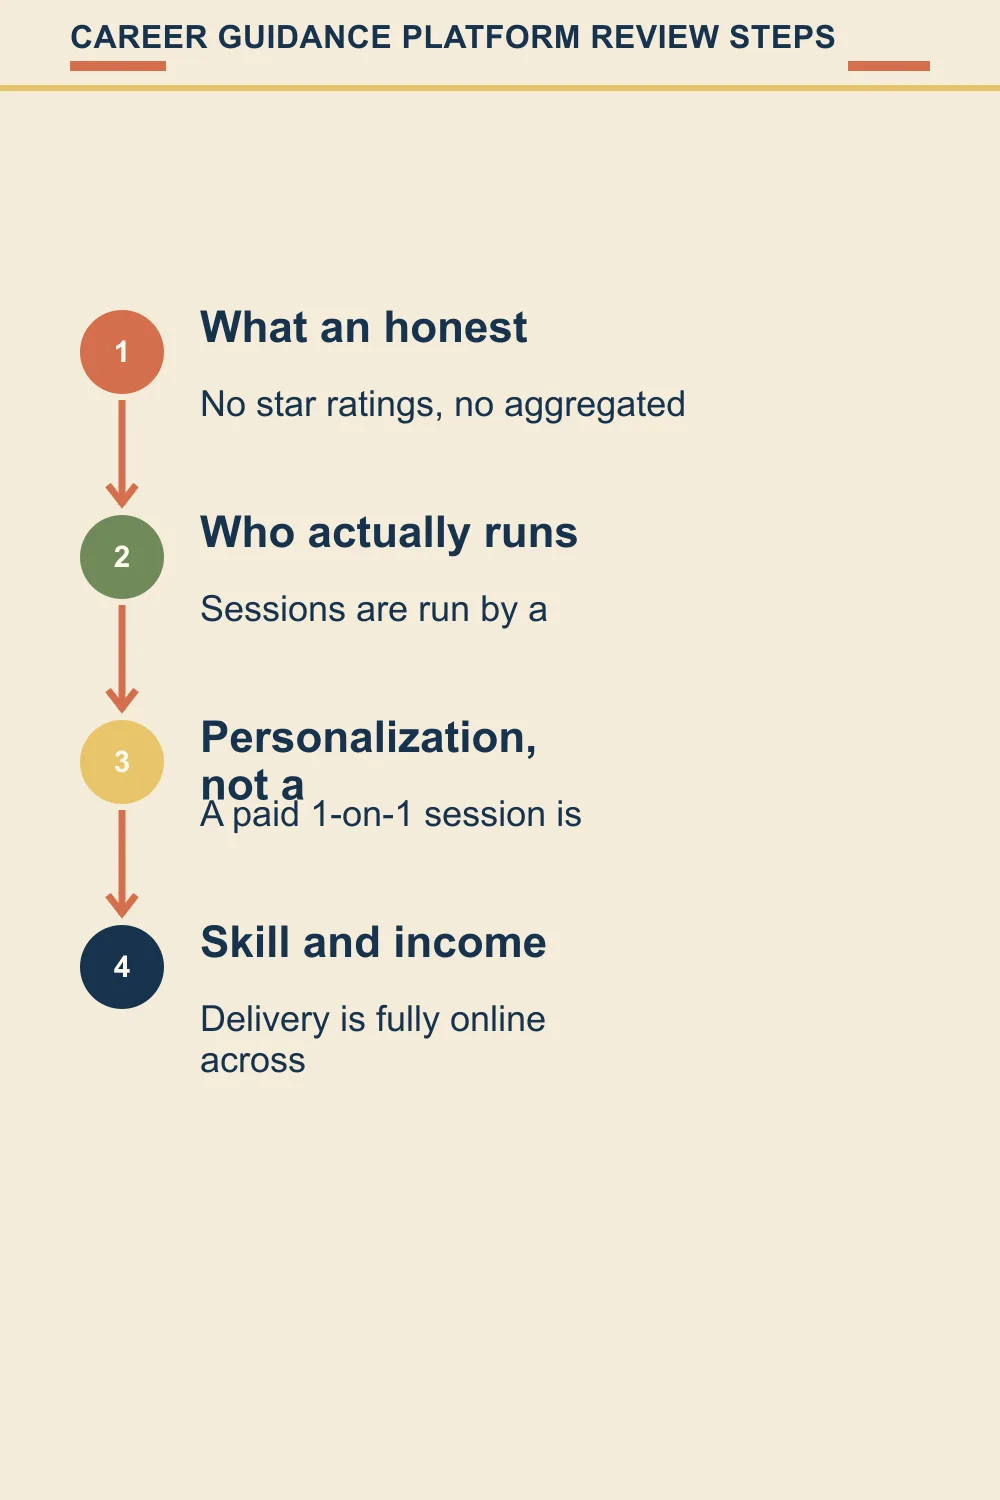 CAREER GUIDANCE PLATFORM REVIEW STEPS
1
What an honest
No star ratings, no aggregated
2
Who actually runs
Sessions are run by a
3
Personalization,
not a
A paid 1-on-1 session is
4
Skill and income
Delivery is fully online
across